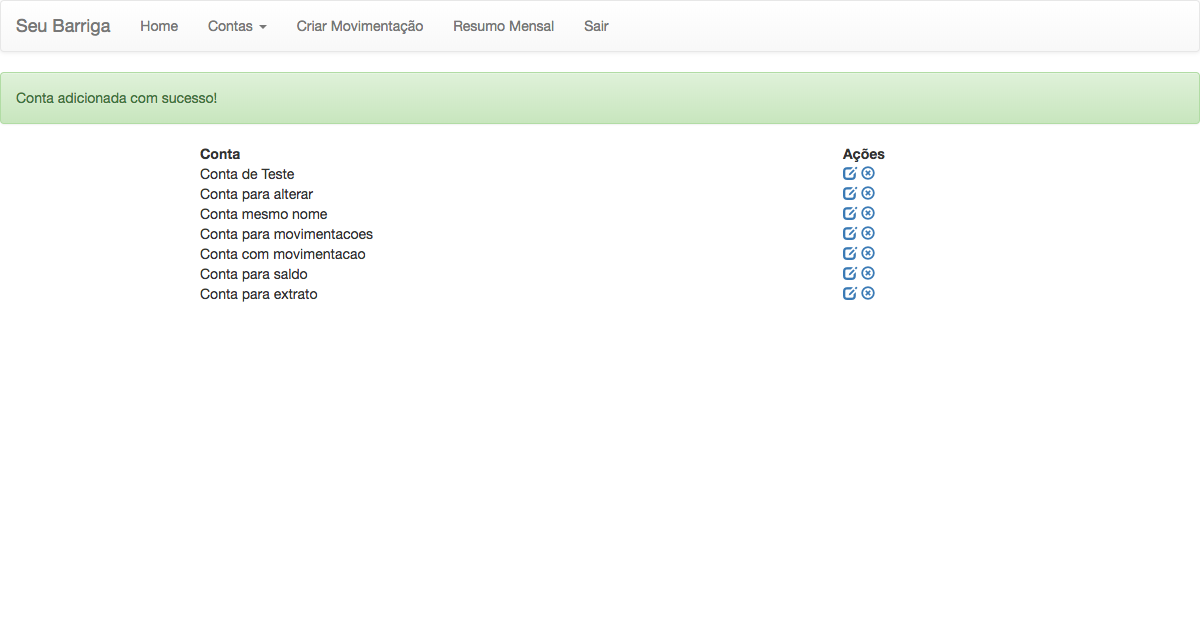 Seu Barriga Home Contas Criar Movimentação Resumo Mensal Sair
Conta adicionada com sucesso!
Conta Ações
Conta de Teste
Conta para alterar
Conta mesmo nome
Conta para movimentacoes
Conta com movimentacao
Conta para saldo
Conta para extrato